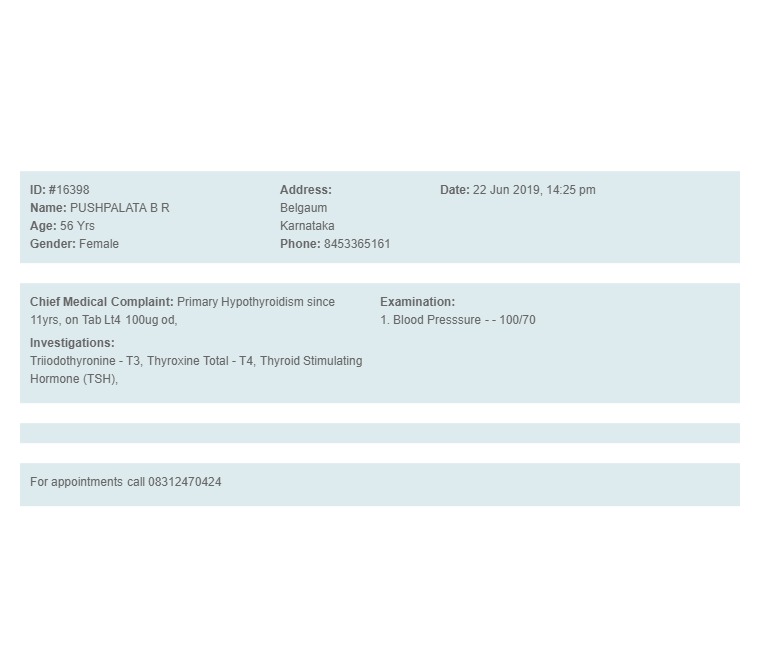 ID: #16398
Name: PUSHPALATA B R
Age: 56 Yrs
Gender: Female
Address:
Belgaum
Karnataka
Phone: 8453365161
Date: 22 Jun 2019, 14:25 pm
Chief Medical Complaint: Primary Hypothyroidism since
11yrs, on Tab Lt4 100ug od,
Investigations:
Triiodothyronine - T3, Thyroxine Total - T4, Thyroid Stimulating
Hormone (TSH),
Examination:
1. Blood Presssure - - 100/70
For appointments call 08312470424